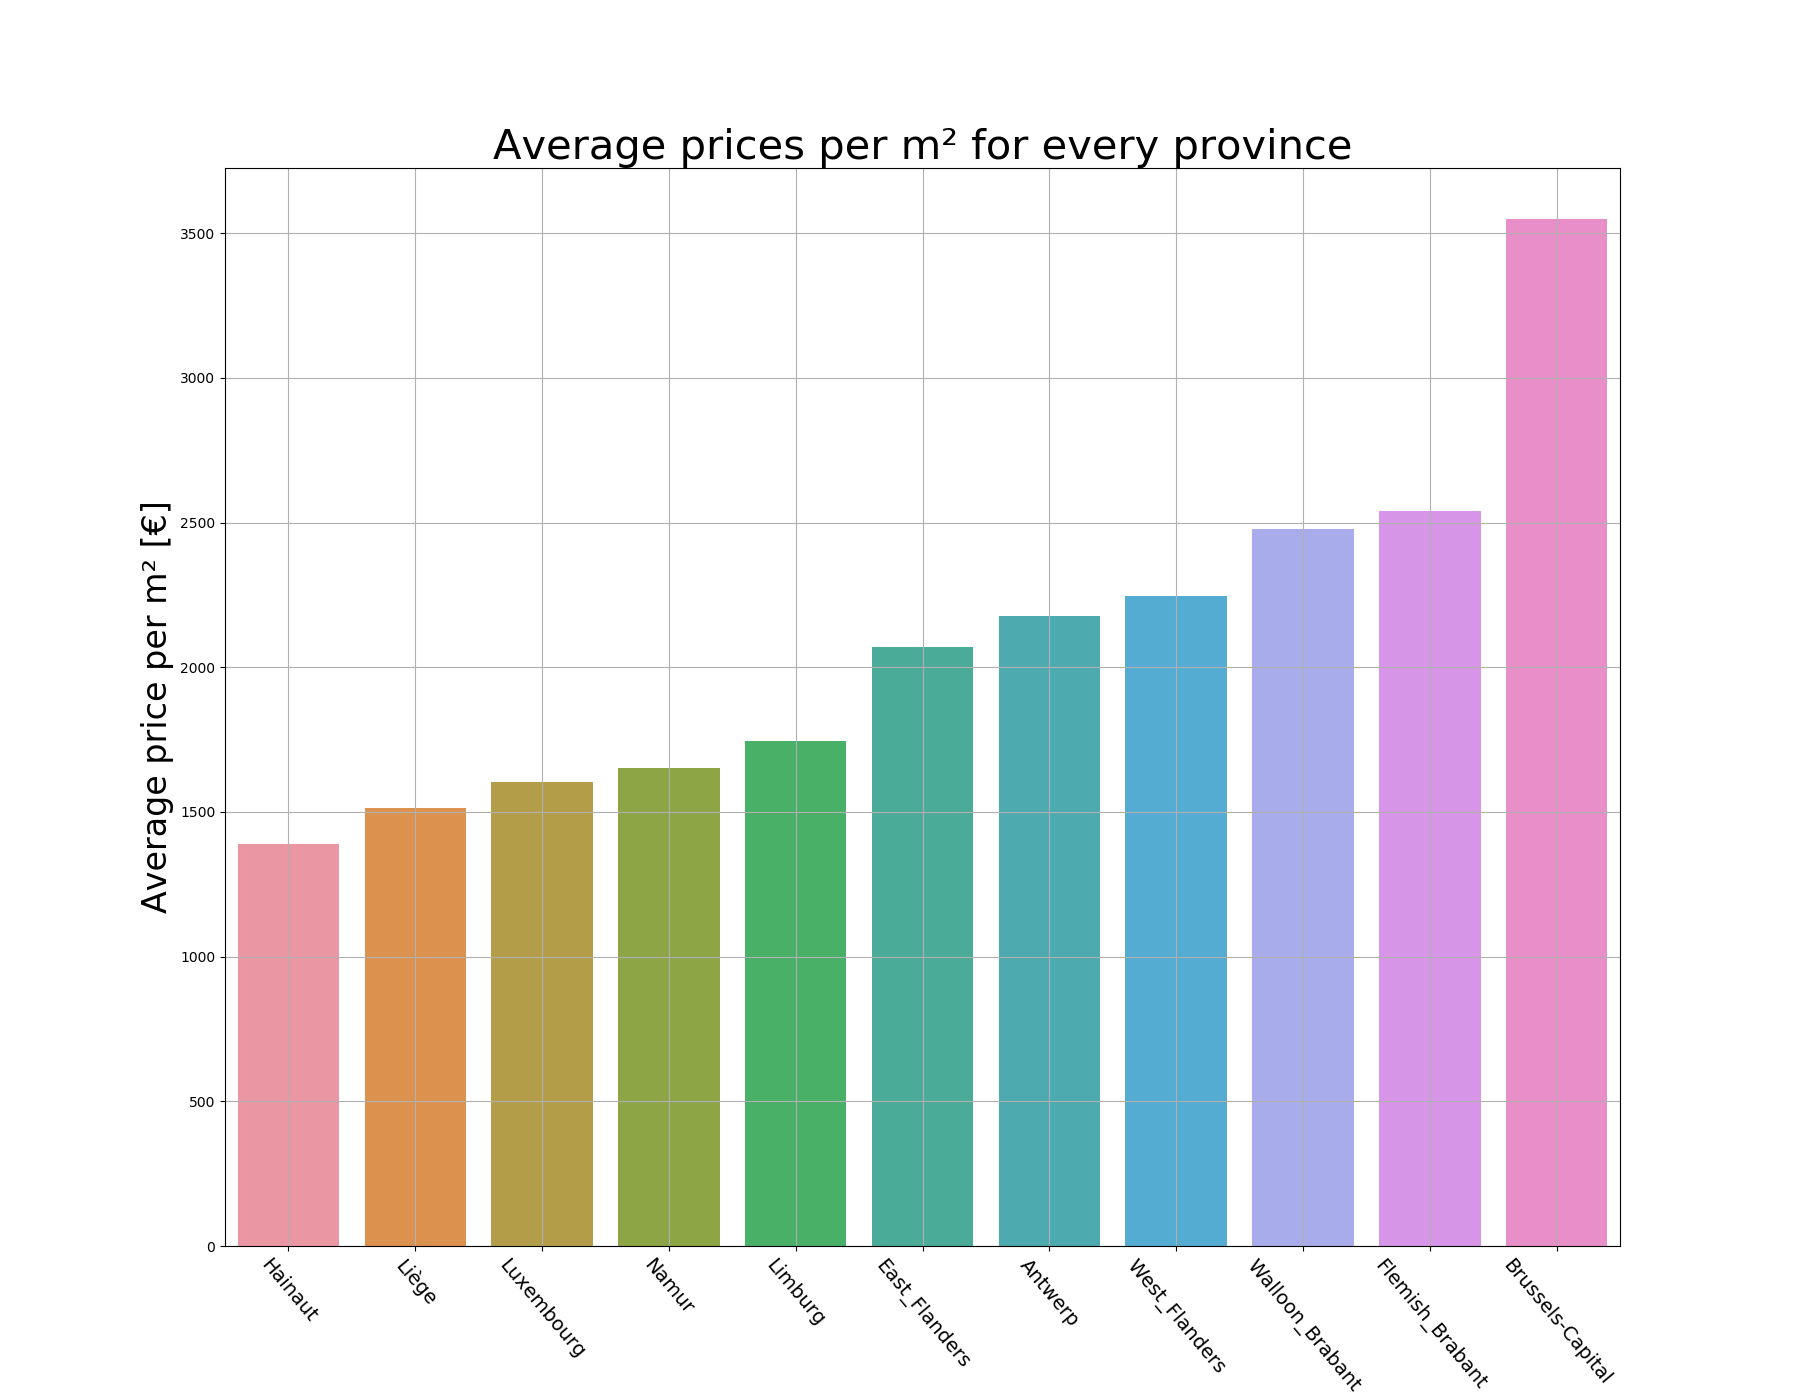 Average prices per m² for every province
Average price per m² [€]
3500
3000
2500
2000
1500
1000
500
0
Hainaut
Liège
Luxembourg
Namur
Limburg
East_Flanders
Antwerp
West_Flanders
Walloon_Brabant
Flemish_Brabant
Brussels-Capital